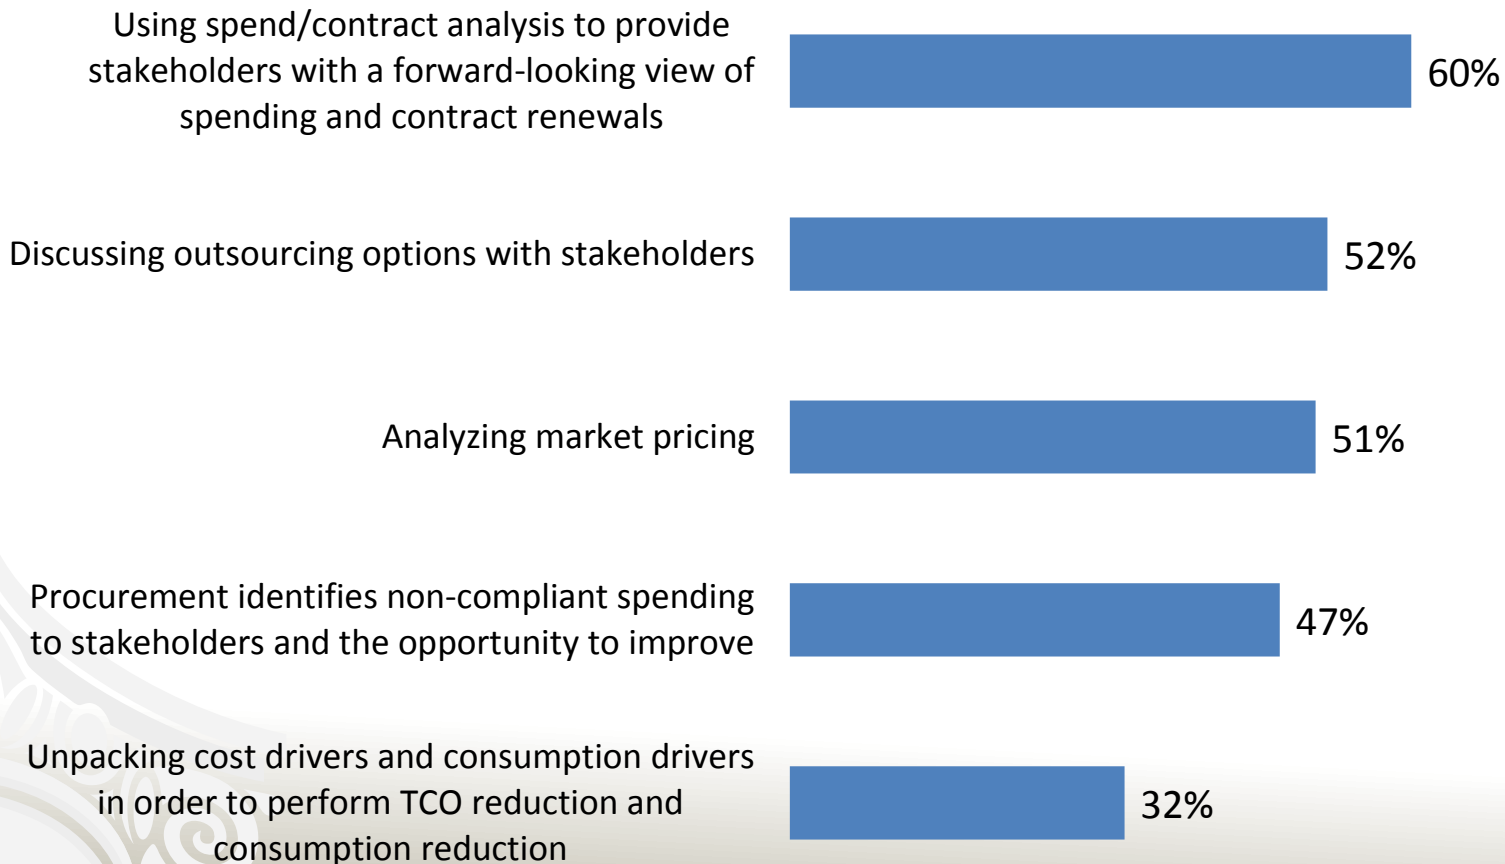 Using spend/contract analysis to provide
stakeholders with a forward-looking view of
spending and contract renewals
60%
Discussing outsourcing options with stakeholders
52%
Analyzing market pricing
51%
Procurement identifies non-compliant spending
to stakeholders and the opportunity to improve
47%
Unpacking cost drivers and consumption drivers
in order to perform TCO reduction and
consumption reduction
32%